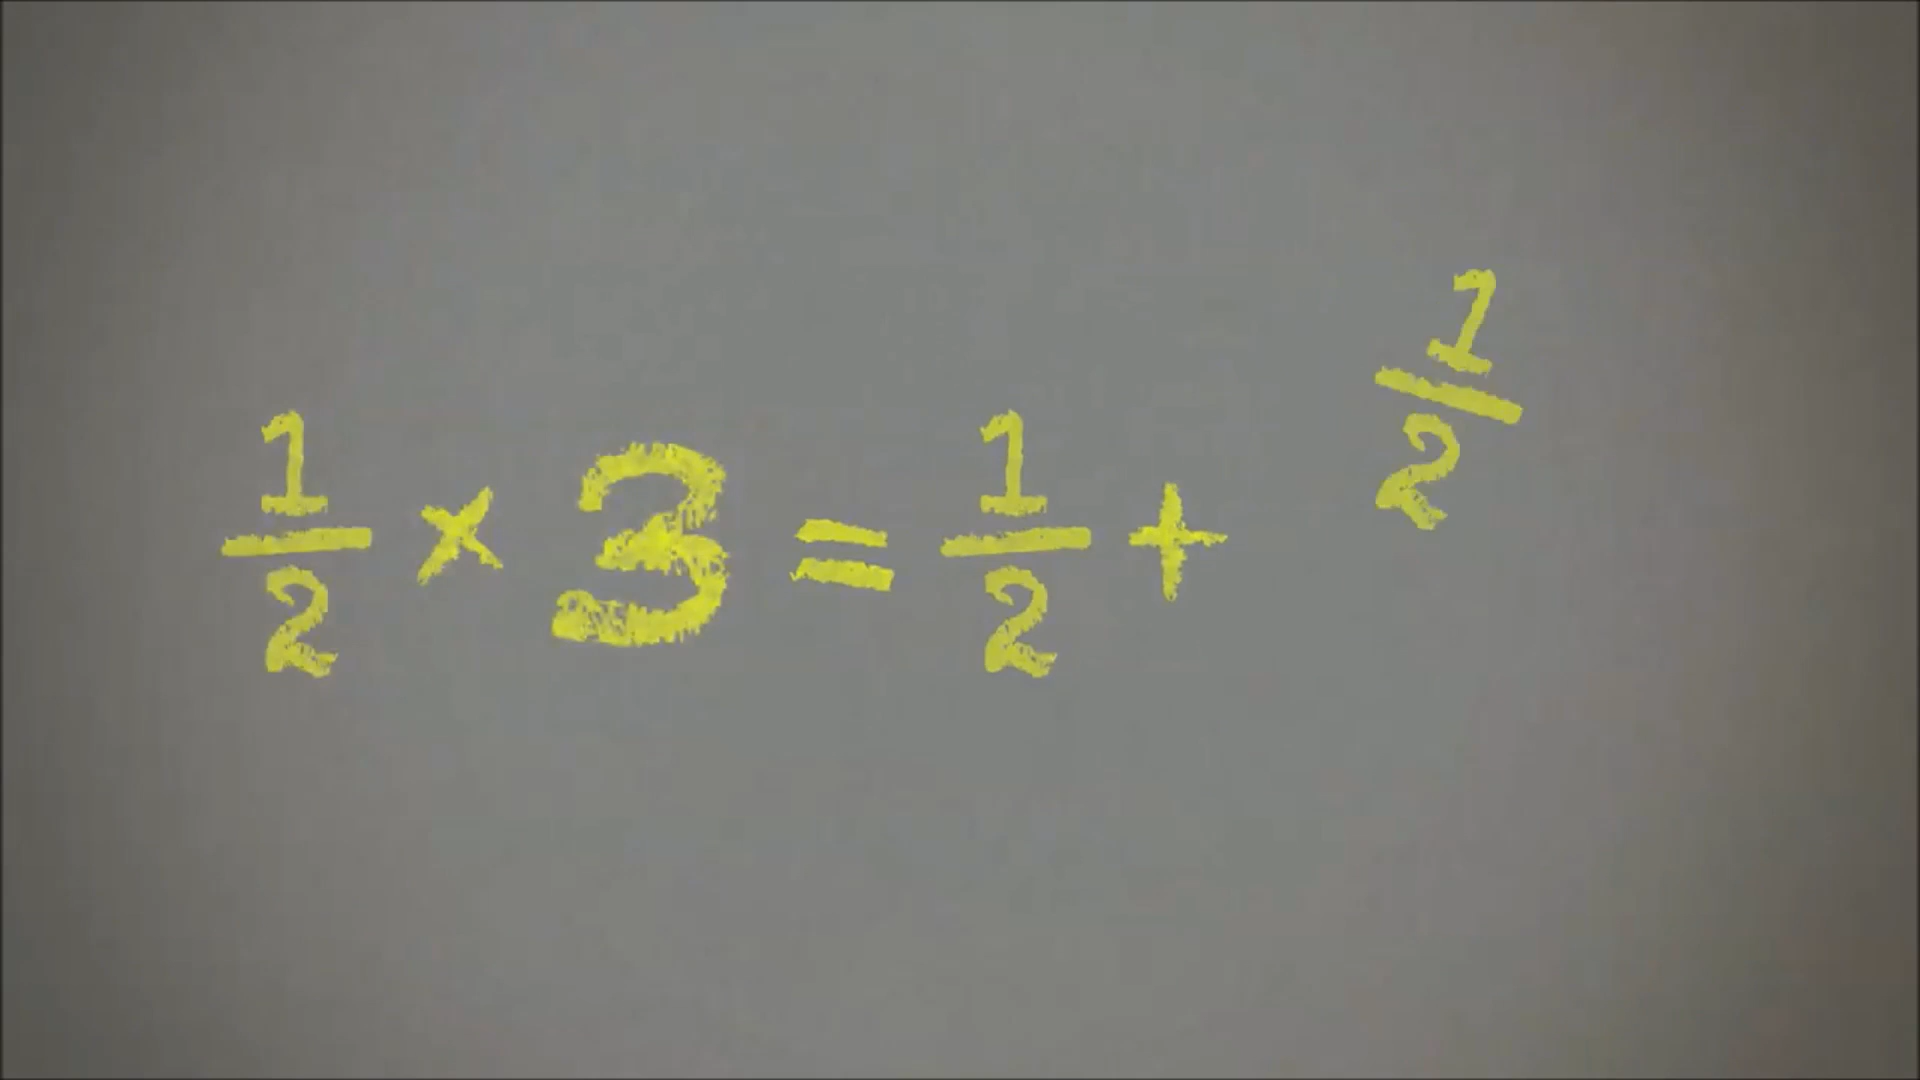 1/2 × 3 = 1/2 + 1/2